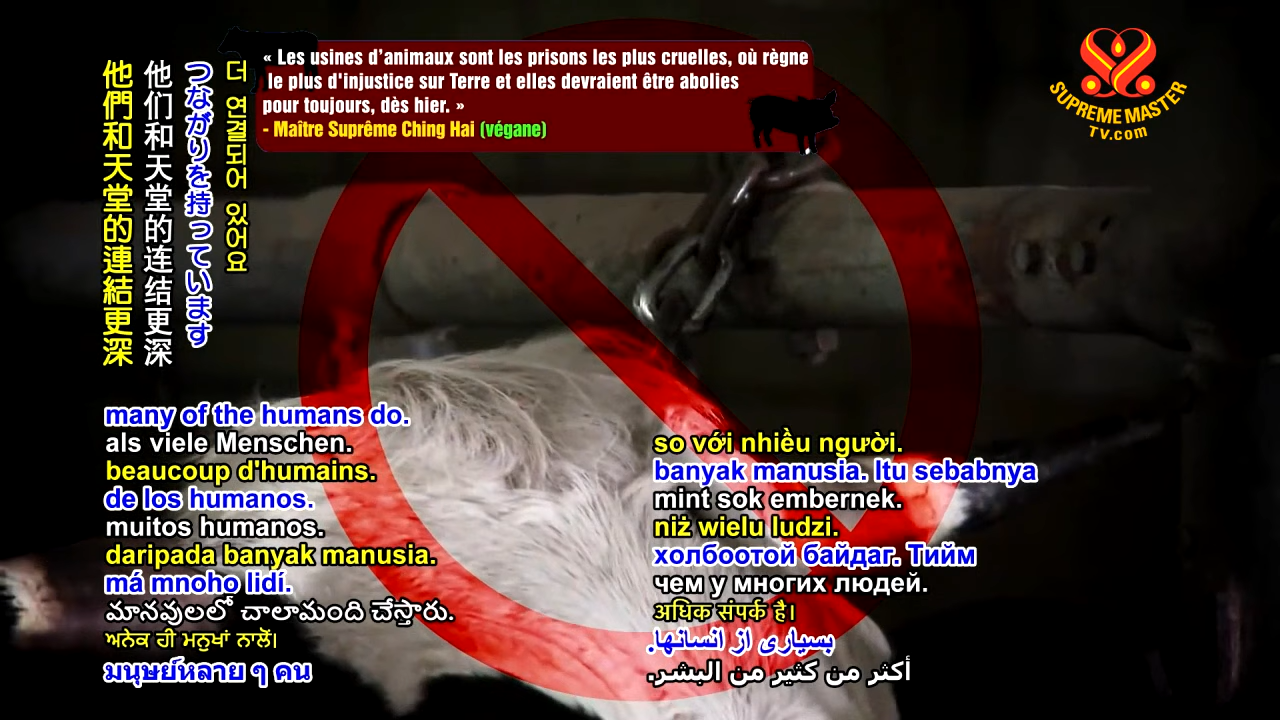 « Les usines d’animaux sont les prisons les plus cruelles, où règne
le plus d'injustice sur Terre et elles devraient être abolies
pour toujours, dès hier. »
- Maître Suprême Ching Hai (végane)
SUPREME MASTER
TV.com
他們和天堂的連結更深
他们和天堂的连结更深
つながりを持っています
더 연결되어 있어요
many of the humans do.
als viele Menschen.
beaucoup d'humains.
de los humanos.
muitos humanos.
daripada banyak manusia.
má mnoho lidí.
మానవులలో చాలామంది చేస్తారు.
ਅਨੇਕ ਹੀ ਮਨੁਖਾਂ ਨਾਲੋਂ।
มนุษย์หลาย ๆ คน
so với nhiều người.
banyak manusia. Itu sebabnya
mint sok embernek.
niż wielu ludzi.
холбоотой байдаг. Тийм
чем у многих людей.
अधिक संपर्क है।
بسیاری از انسانها.
أكثر من كثير من البشر.